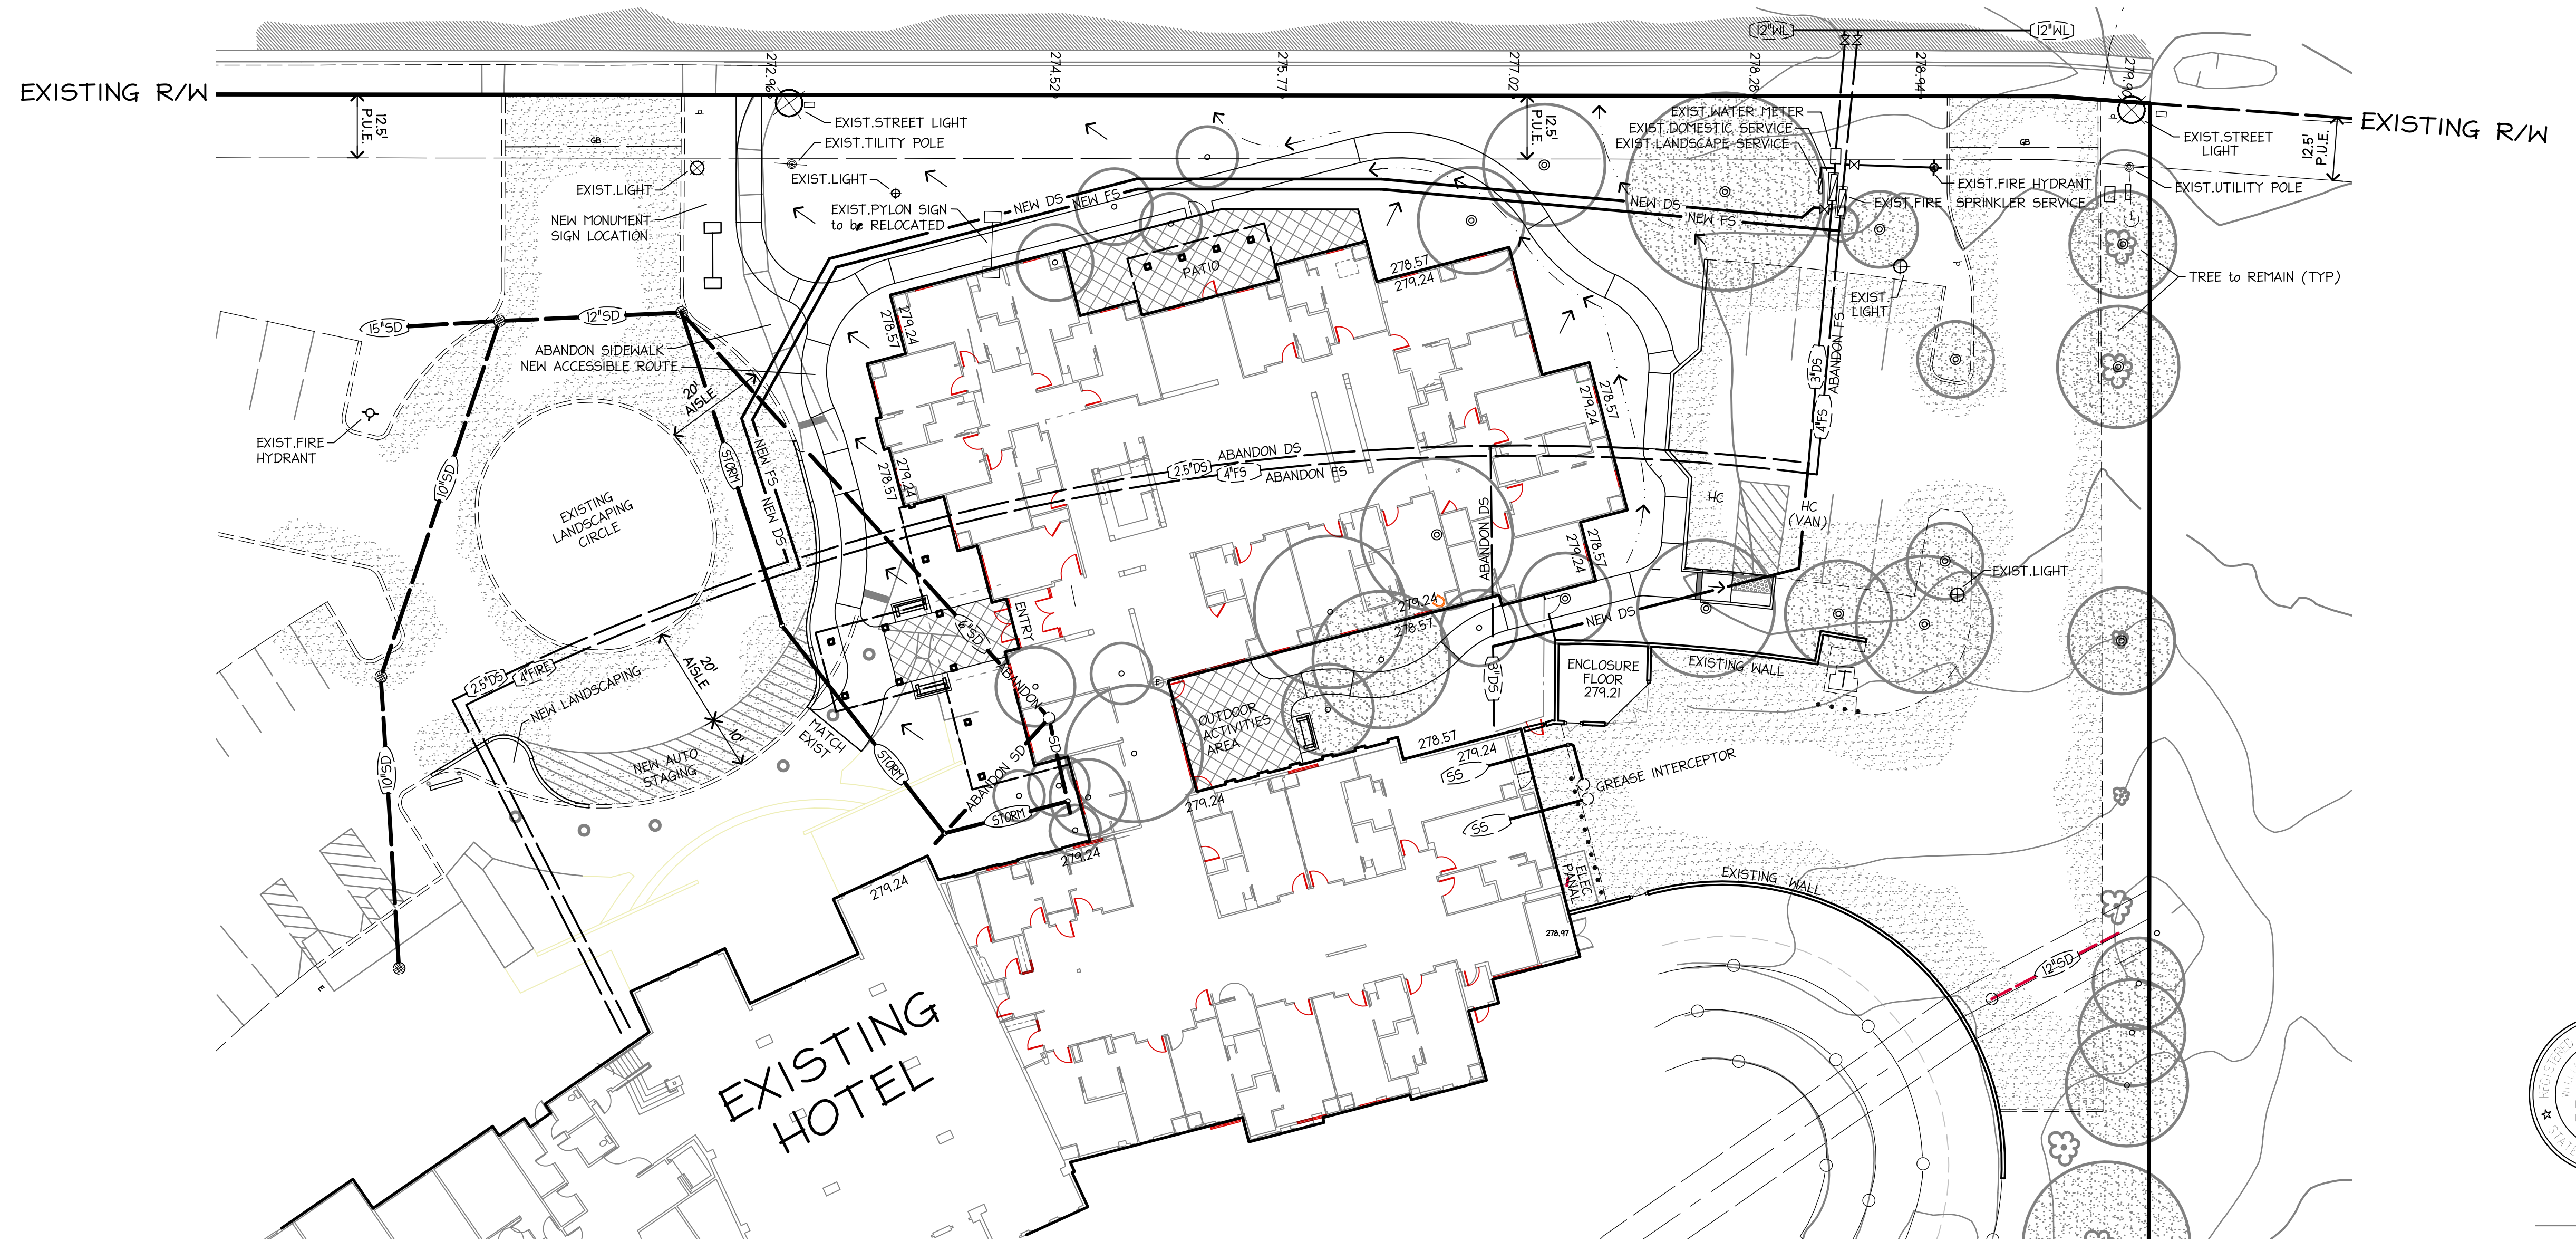 12"WL
12"WL
272.96
274.52
275.77
277.02
278.28
278.94
279.90
EXISTING R/W
EXISTING R/W
12.5'
P.U.E.
12.5'
P.U.E.
12.5'
P.U.E.
EXIST.STREET LIGHT
EXIST.TILITY POLE
EXIST.LIGHT
EXIST.PYLON SIGN
to be RELOCATED
GB
EXIST.LIGHT
NEW MONUMENT
SIGN LOCATION
EXIST.WATER METER
EXIST.DOMESTIC SERVICE
EXIST.LANDSCAPE SERVICE
GB
EXIST.STREET
LIGHT
EXIST.FIRE HYDRANT
EXIST.UTILITY POLE
EXIST.FIRE SPRINKLER SERVICE
NEW DS
NEW FS
NEW DS
NEW FS
TREE to REMAIN (TYP.)
PATIO
278.57
279.24
EXIST.
LIGHT
15"SD
12"SD
279.24
278.57
ABANDON SIDEWALK
NEW ACCESSIBLE ROUTE
20'
AISLE
3"DS
ABANDON FS
4"FS
278.57
279.24
EXIST.FIRE
HYDRANT
10"SD
STORM
NEW FS
NEW DS
279.24
278.57
2.5"DS
ABANDON DS
4"FS
ABANDON FS
ABANDON DS
EXISTING
LANDSCAPING
CIRCLE
HC
HC
(VAN)
278.57
279.24
EXIST.LIGHT
279.24
278.57
NEW DS
ENTRY
6"SD
ABANDON
SD
ABANDON SD
3"DS
ENCLOSURE
FLOOR
279.21
EXISTING WALL
T
2.5"DS
4"FIRE
20'
AISLE
10'
NEW LANDSCAPING
NEW AUTO
STAGING
MATCH
EXIST
STORM
STORM
OUTDOOR
ACTIVITIES
AREA
278.57
279.24
SS
SS
GREASE INTERCEPTOR
10"SD
279.24
279.24
279.24
ELEC
PANAL
EXISTING WALL
278.97
12"SD
E
EXISTING
HOTEL
REGISTERED
STATE